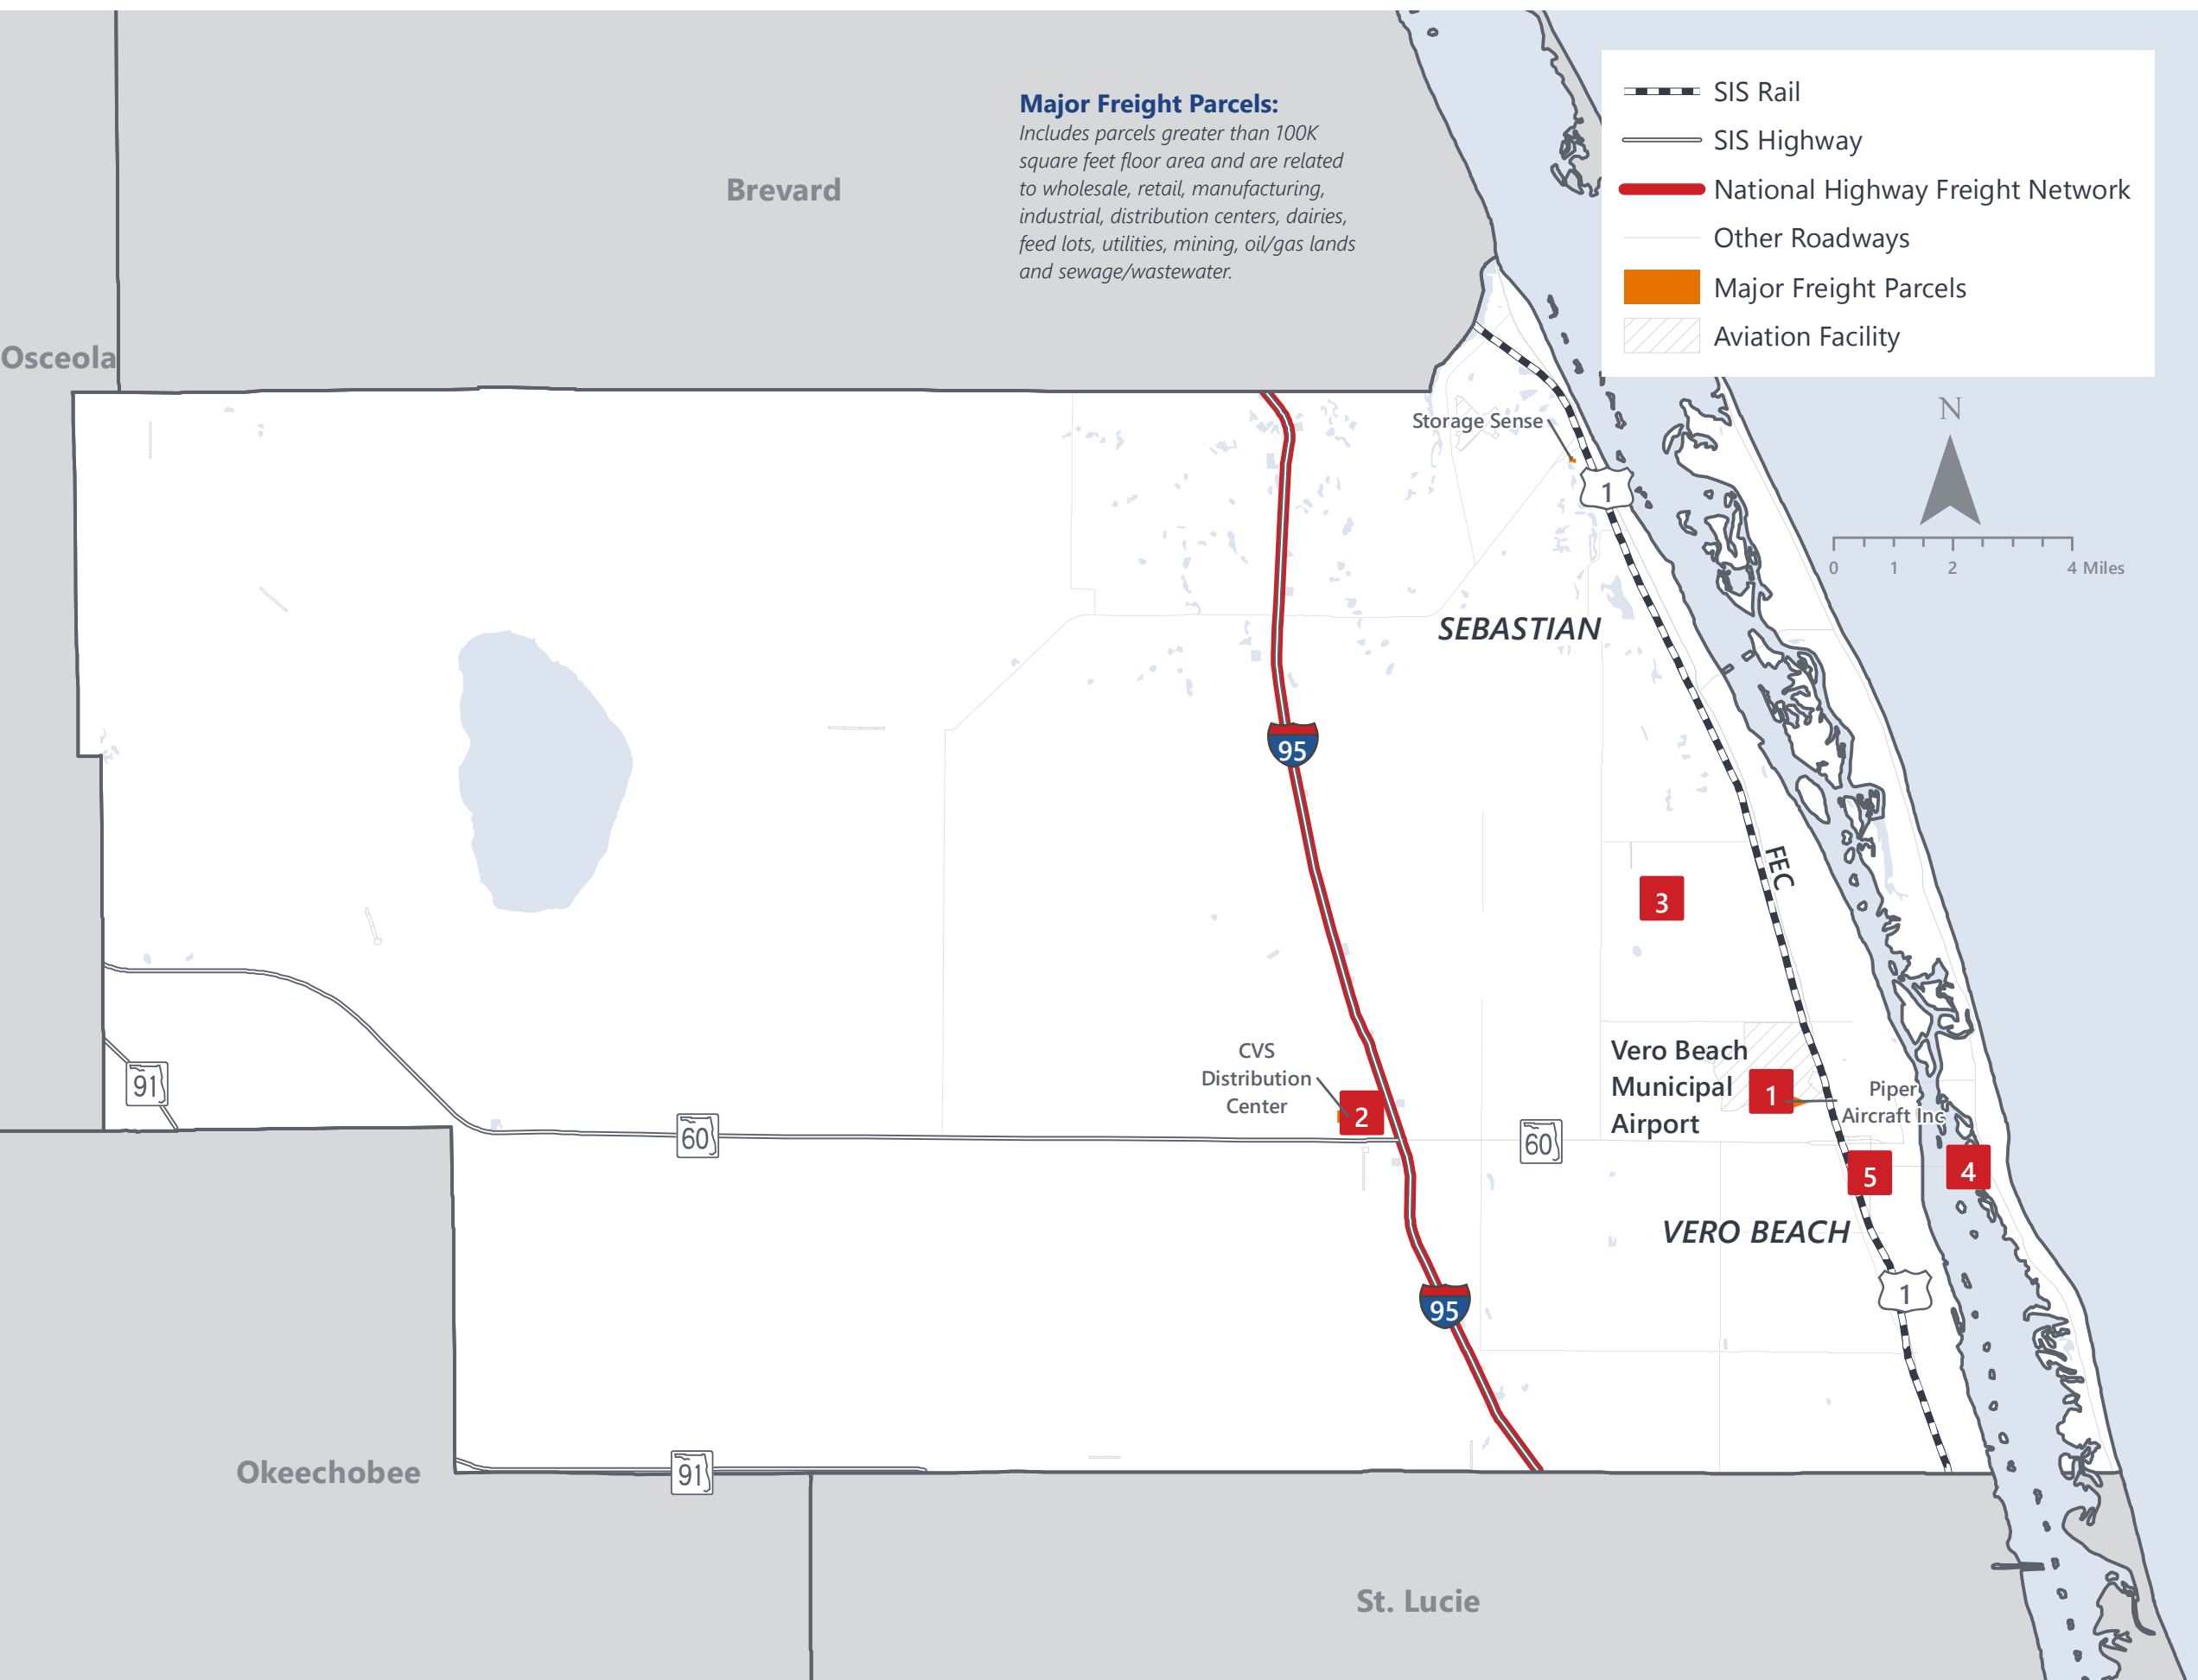 Major Freight Parcels:
Includes parcels greater than 100K
square feet floor area and are related
to wholesale, retail, manufacturing,
industrial, distribution centers, dairies,
feed lots, utilities, mining, oil/gas lands
and sewage/wastewater.
SIS Rail
SIS Highway
National Highway Freight Network
Other Roadways
Major Freight Parcels
Aviation Facility
Brevard
Osceola
N
0 1 2 4 Miles
Storage Sense
1
SEBASTIAN
95
FEC
3
CVS
Distribution
Center
2
Vero Beach
Municipal
Airport
1
Piper
Aircraft Inc
91
60
60
5
4
VERO BEACH
1
95
Okeechobee
91
St. Lucie